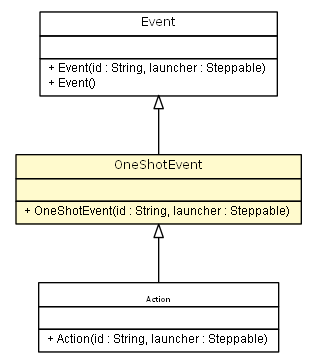 Event
+ Event(id : String, launcher : Steppable)
+ Event()
OneShotEvent
+ OneShotEvent(id : String, launcher : Steppable)
Action
+ Action(id : String, launcher : Steppable)